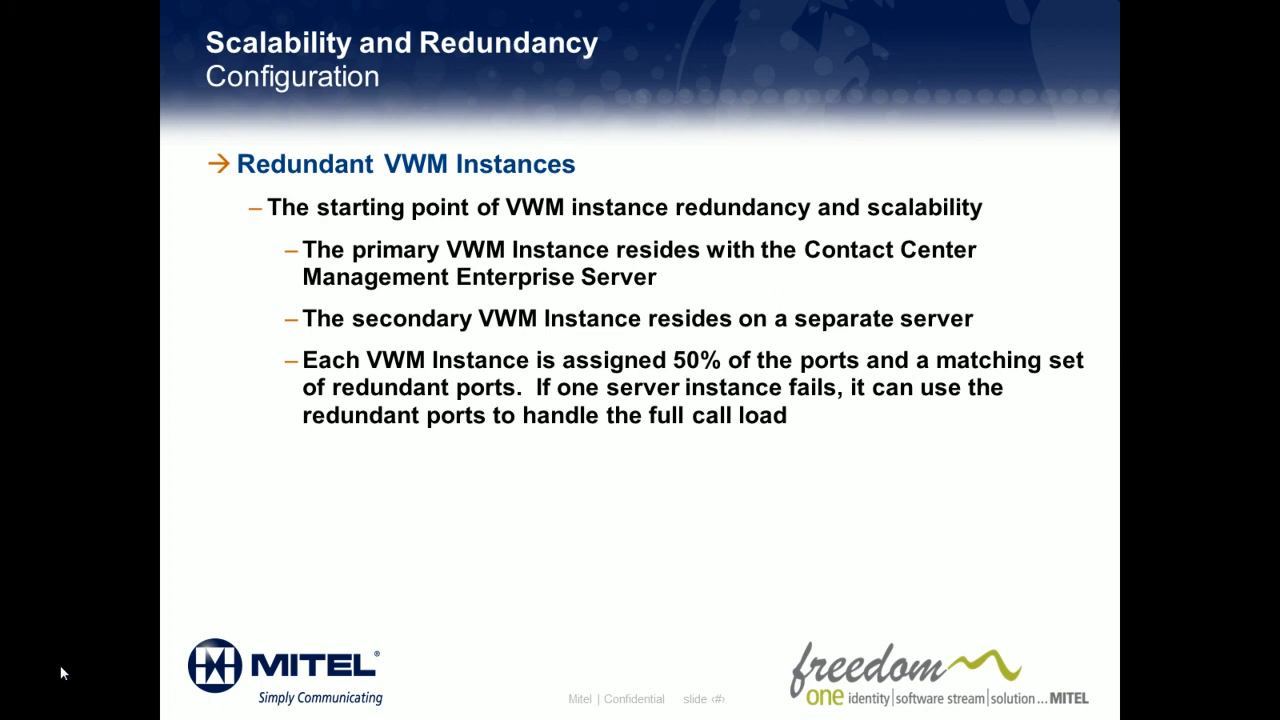 Scalability and Redundancy
Configuration
→ Redundant VWM Instances
– The starting point of VWM instance redundancy and scalability
– The primary VWM Instance resides with the Contact Center
Management Enterprise Server
– The secondary VWM Instance resides on a separate server
– Each VWM Instance is assigned 50% of the ports and a matching set
of redundant ports.  If one server instance fails, it can use the
redundant ports to handle the full call load
MITEL®
Simply Communicating
Mitel | Confidential slide ‹#›
freedom
one identity|software stream|solution ... MITEL